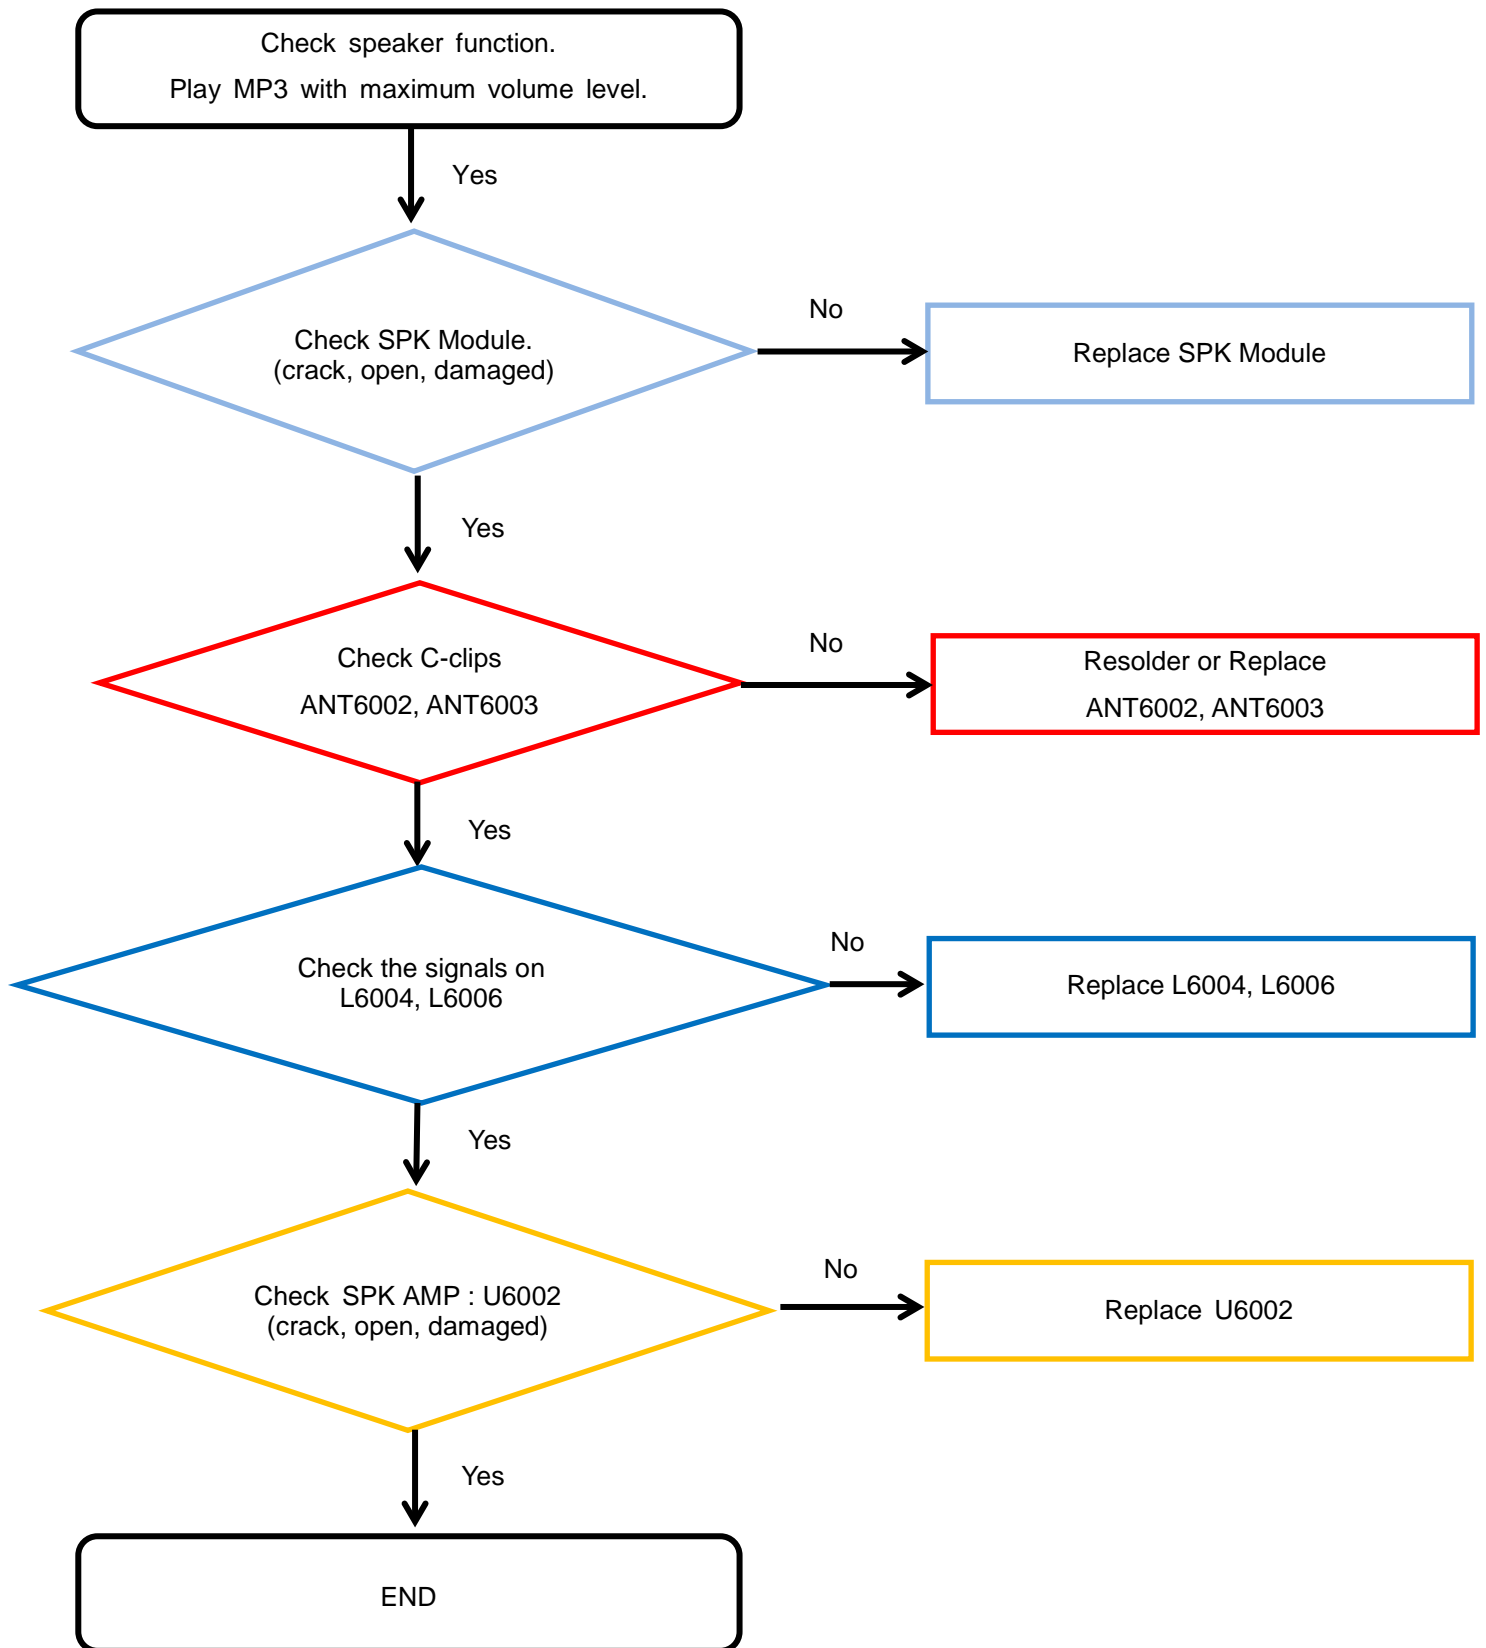 Check speaker function.
Play MP3 with maximum volume level.
Yes
Check SPK Module.
(crack, open, damaged)
No
Replace SPK Module
Yes
Check C-clips
ANT6002, ANT6003
No
Resolder or Replace
ANT6002, ANT6003
Yes
Check the signals on
L6004, L6006
No
Replace L6004, L6006
Yes
Check SPK AMP : U6002
(crack, open, damaged)
No
Replace U6002
Yes
END